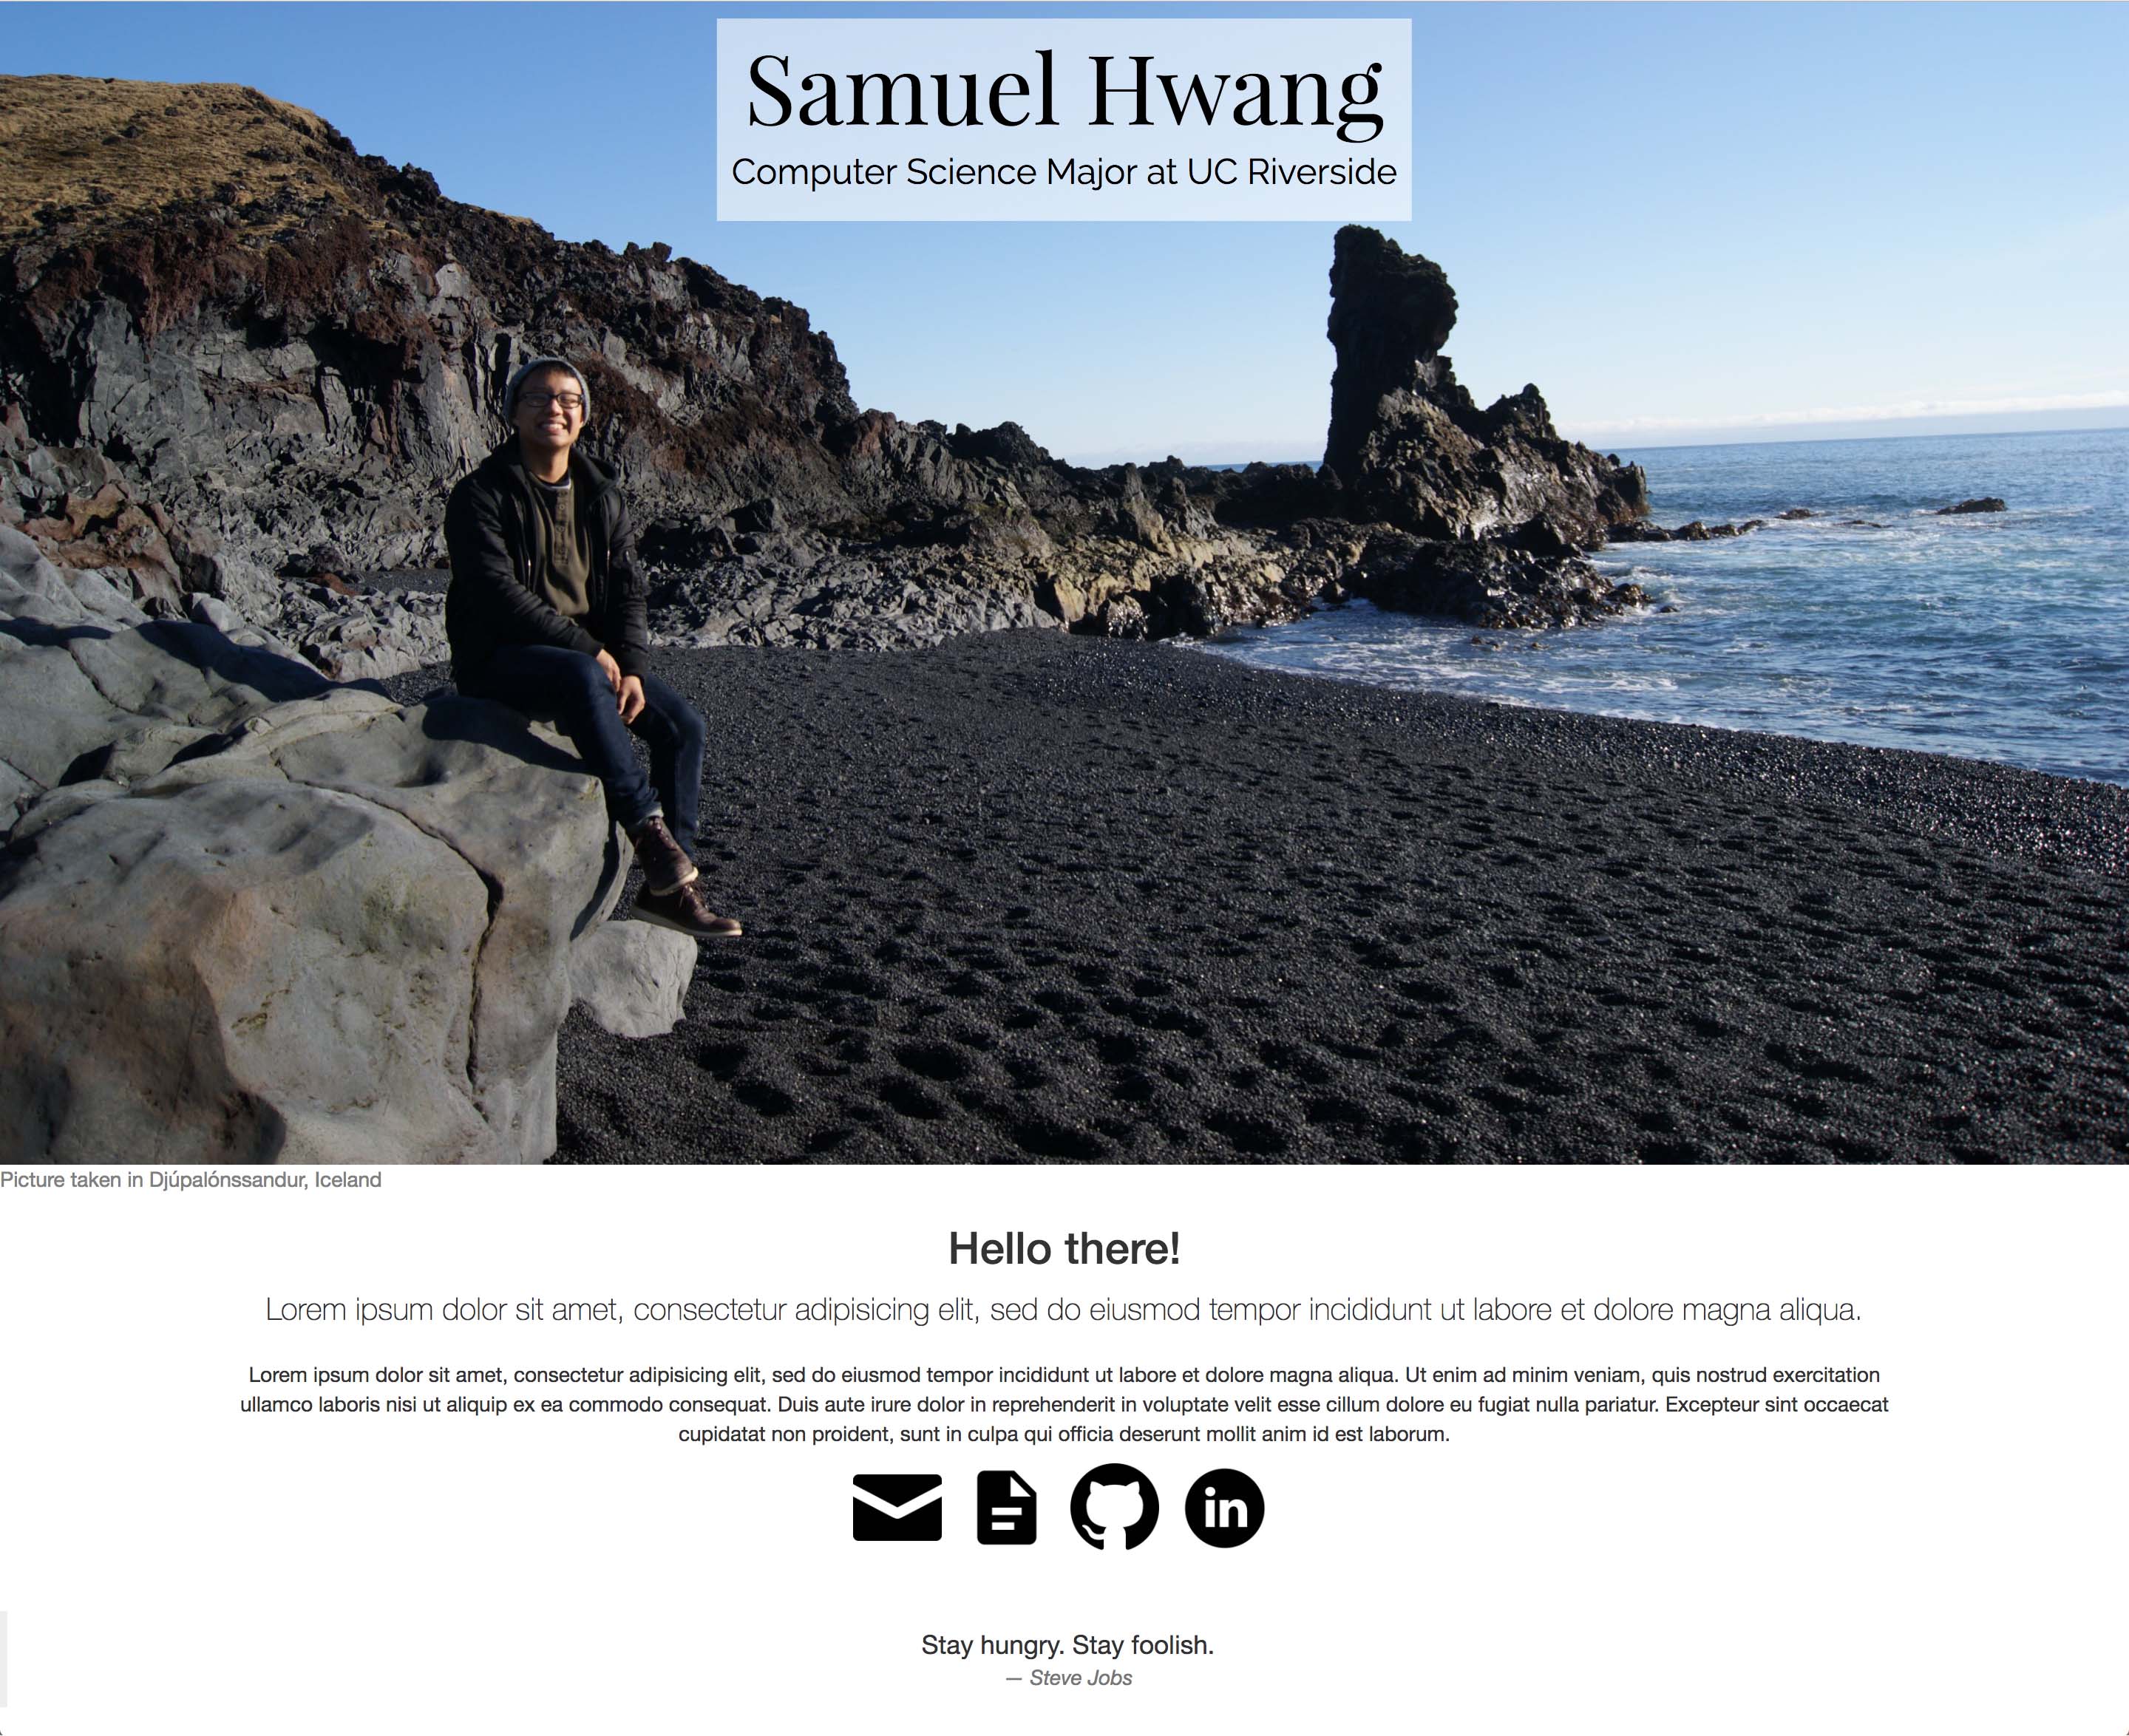 Samuel Hwang
Computer Science Major at UC Riverside
Picture taken in Djúpalónssandur, Iceland
Hello there!
Lorem ipsum dolor sit amet, consectetur adipisicing elit, sed do eiusmod tempor incididunt ut labore et dolore magna aliqua.
Lorem ipsum dolor sit amet, consectetur adipisicing elit, sed do eiusmod tempor incididunt ut labore et dolore magna aliqua. Ut enim ad minim veniam, quis nostrud exercitation
ullamco laboris nisi ut aliquip ex ea commodo consequat. Duis aute irure dolor in reprehenderit in voluptate velit esse cillum dolore eu fugiat nulla pariatur. Excepteur sint occaecat
cupidatat non proident, sunt in culpa qui officia deserunt mollit anim id est laborum.
in
Stay hungry. Stay foolish.
— Steve Jobs